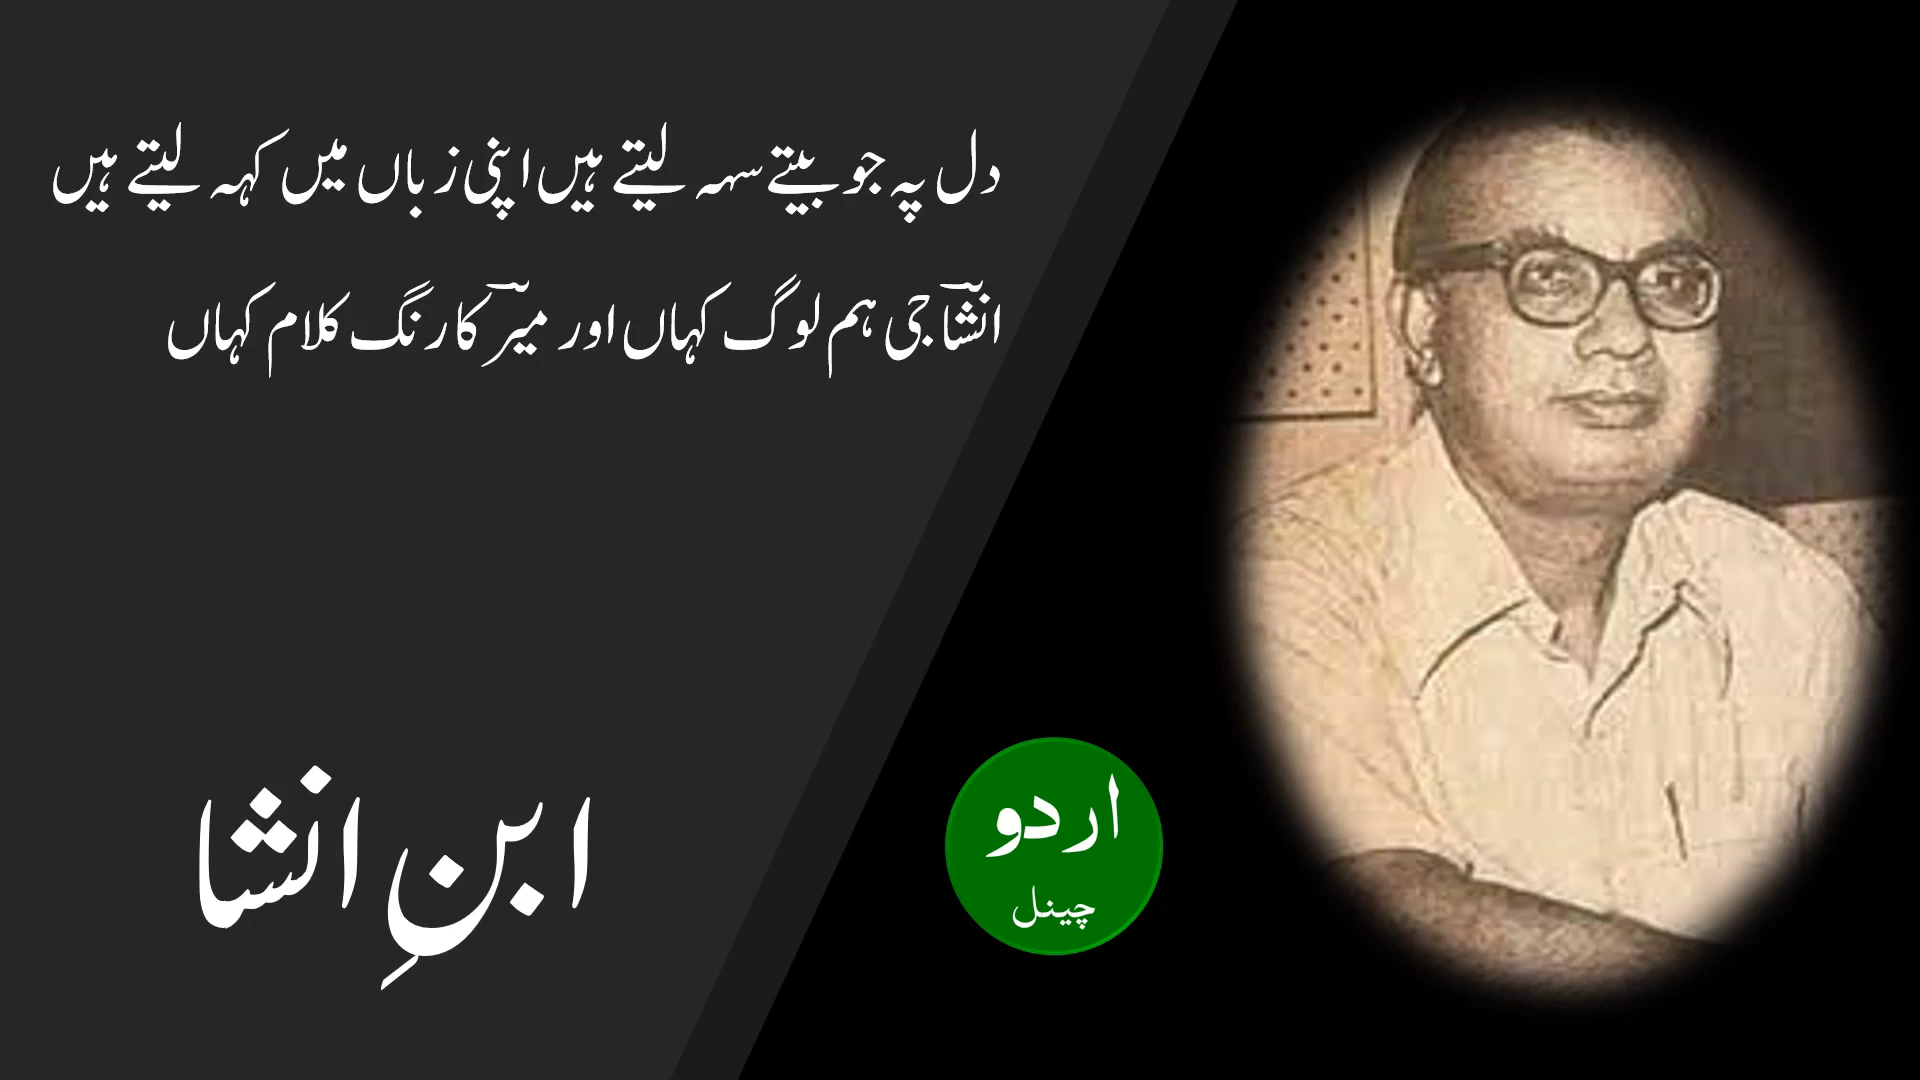 دل پہ جو بیتے سہہ لیتے ہیں اپنی زباں میں کہہ لیتے ہیں
انشاؔ جی ہم لوگ کہاں اور میرؔ کا رنگ کلام کہاں
ابنِ انشا
اردو
چینل